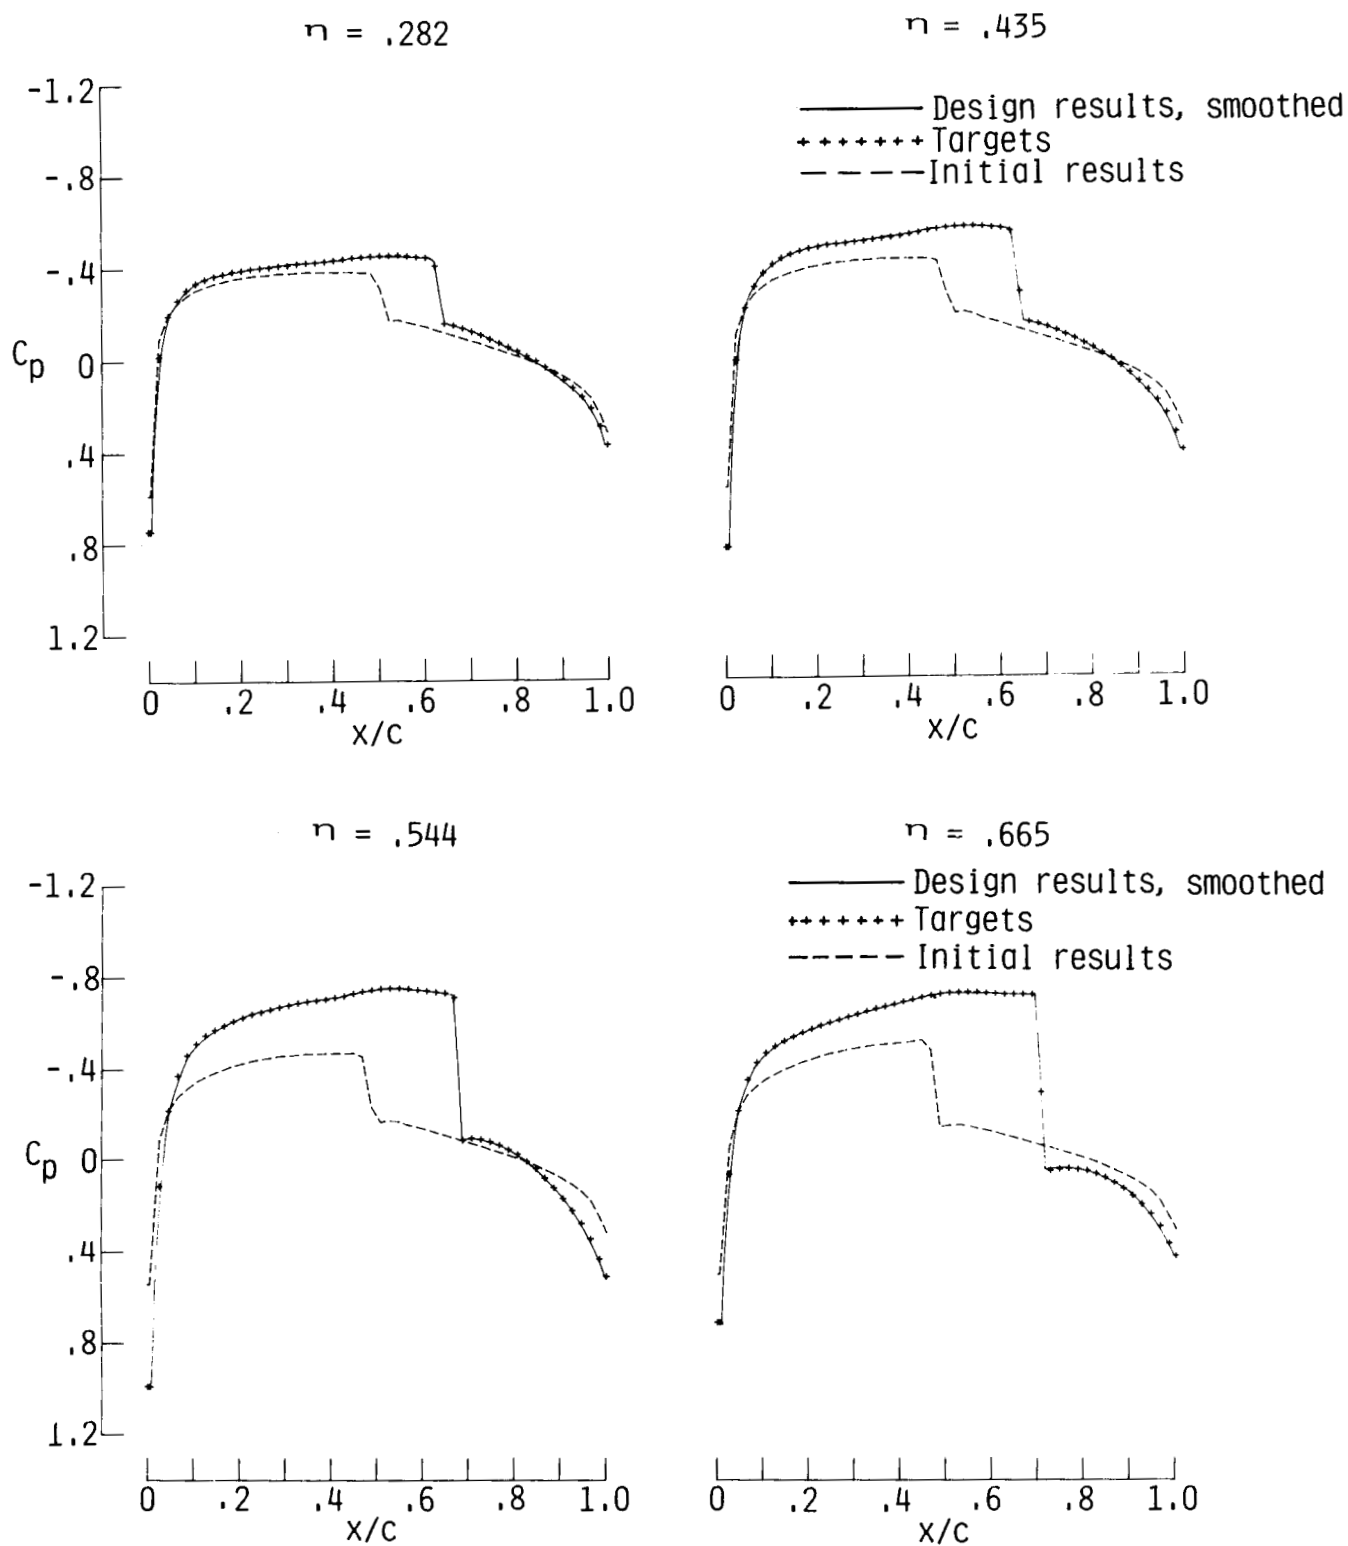 η = .282
-1.2
-.8
-.4
Cp 0
.4
.8
1.2
0 .2 .4 .6 .8 1.0
x/c
η = .435
Design results, smoothed
Targets
Initial results
0 .2 .4 .6 .8 1.0
x/c
η = .544
-1.2
-.8
-.4
Cp 0
.4
.8
1.2
0 .2 .4 .6 .8 1.0
x/c
η = .665
Design results, smoothed
Targets
Initial results
0 .2 .4 .6 .8 1.0
x/c